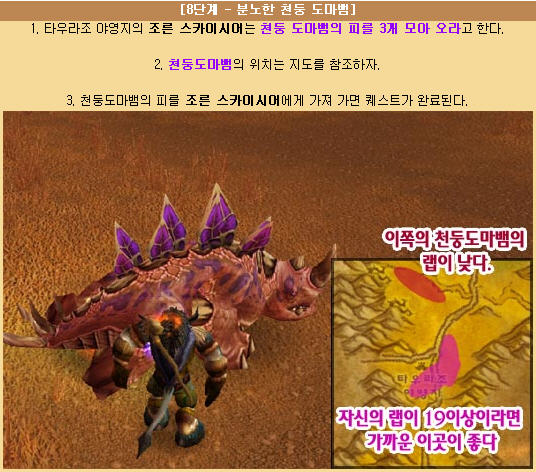 [8단계 - 분노한 천둥 도마뱀]
1. 타우라조 야영지의 조른 스카이시어는 천둥 도마뱀의 피를 3개 모아 오라고 한다.
2. 천둥도마뱀의 위치는 지도를 참조하자.
3. 천둥도마뱀의 피를 조른 스카이시어에게 가져 가면 퀘스트가 완료된다.
이쪽의 천둥도마뱀의
랩이 낮다.
타우라조
야영지
자신의 랩이 19이상이라면
가까운 이곳이 좋다